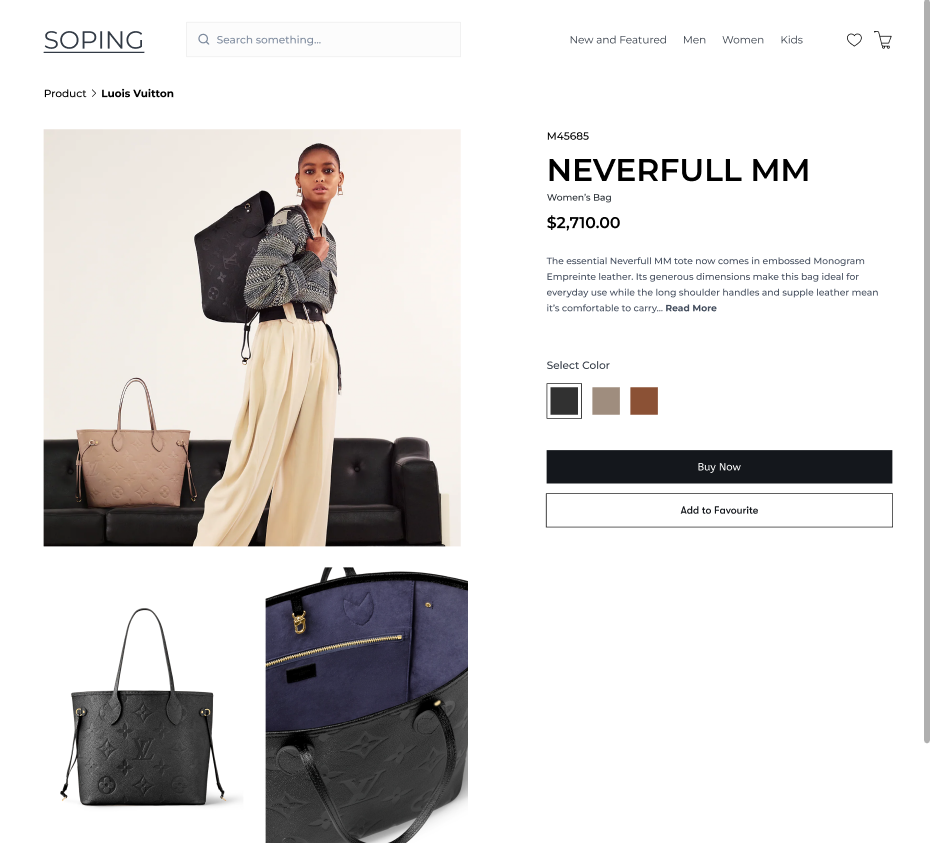 SOPING
Search something...
New and Featured
Men
Women
Kids
Product > Luois Vuitton
M45685
NEVERFULL MM
Women's Bag
$2,710.00
The essential Neverfull MM tote now comes in embossed Monogram
Empreinte leather. Its generous dimensions make this bag ideal for
everyday use while the long shoulder handles and supple leather mean
it's comfortable to carry... Read More
Select Color
Buy Now
Add to Favourite
LV